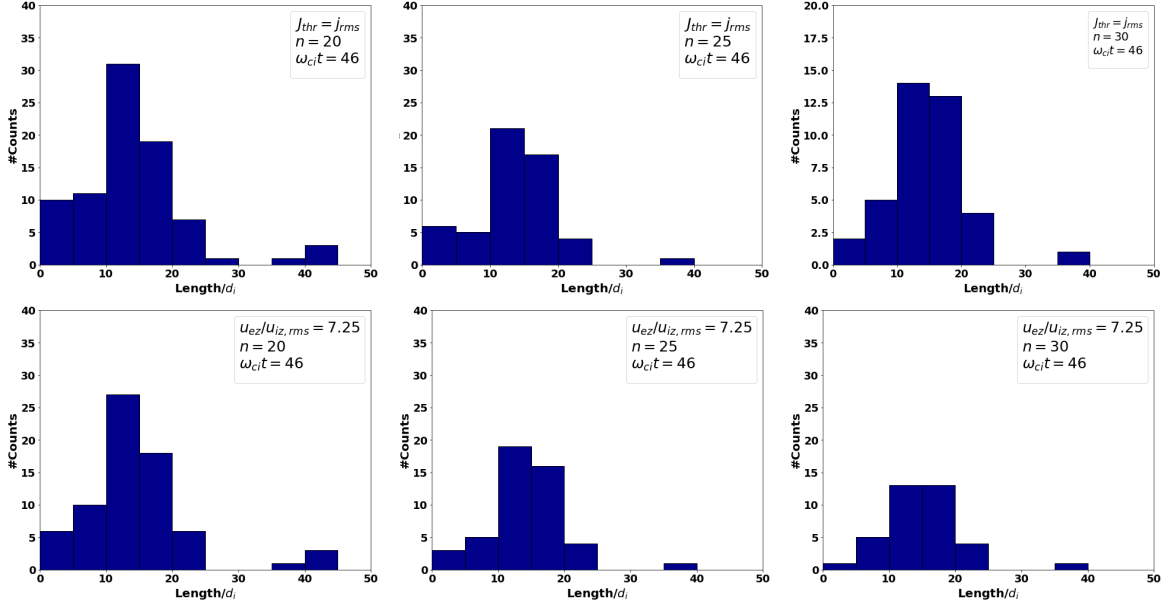 40
35
30
25
20
15
10
5
0
#Counts
0 10 20 30 40 50
Length/d_i
J_thr = j_rms
n = 20
ω_ci t = 46
40
35
30
25
20
15
10
5
0
#Counts
0 10 20 30 40 50
Length/d_i
J_thr = j_rms
n = 25
ω_ci t = 46
20.0
17.5
15.0
12.5
10.0
7.5
5.0
2.5
0.0
#Counts
0 10 20 30 40 50
Length/d_i
J_thr = j_rms
n = 30
ω_ci t = 46
40
35
30
25
20
15
10
5
0
#Counts
0 10 20 30 40 50
Length/d_i
u_ez/u_iz,rms = 7.25
n = 20
ω_ci t = 46
40
35
30
25
20
15
10
5
0
#Counts
0 10 20 30 40 50
Length/d_i
u_ez/u_iz,rms = 7.25
n = 25
ω_ci t = 46
40
35
30
25
20
15
10
5
0
#Counts
0 10 20 30 40 50
Length/d_i
u_ez/u_iz,rms = 7.25
n = 30
ω_ci t = 46